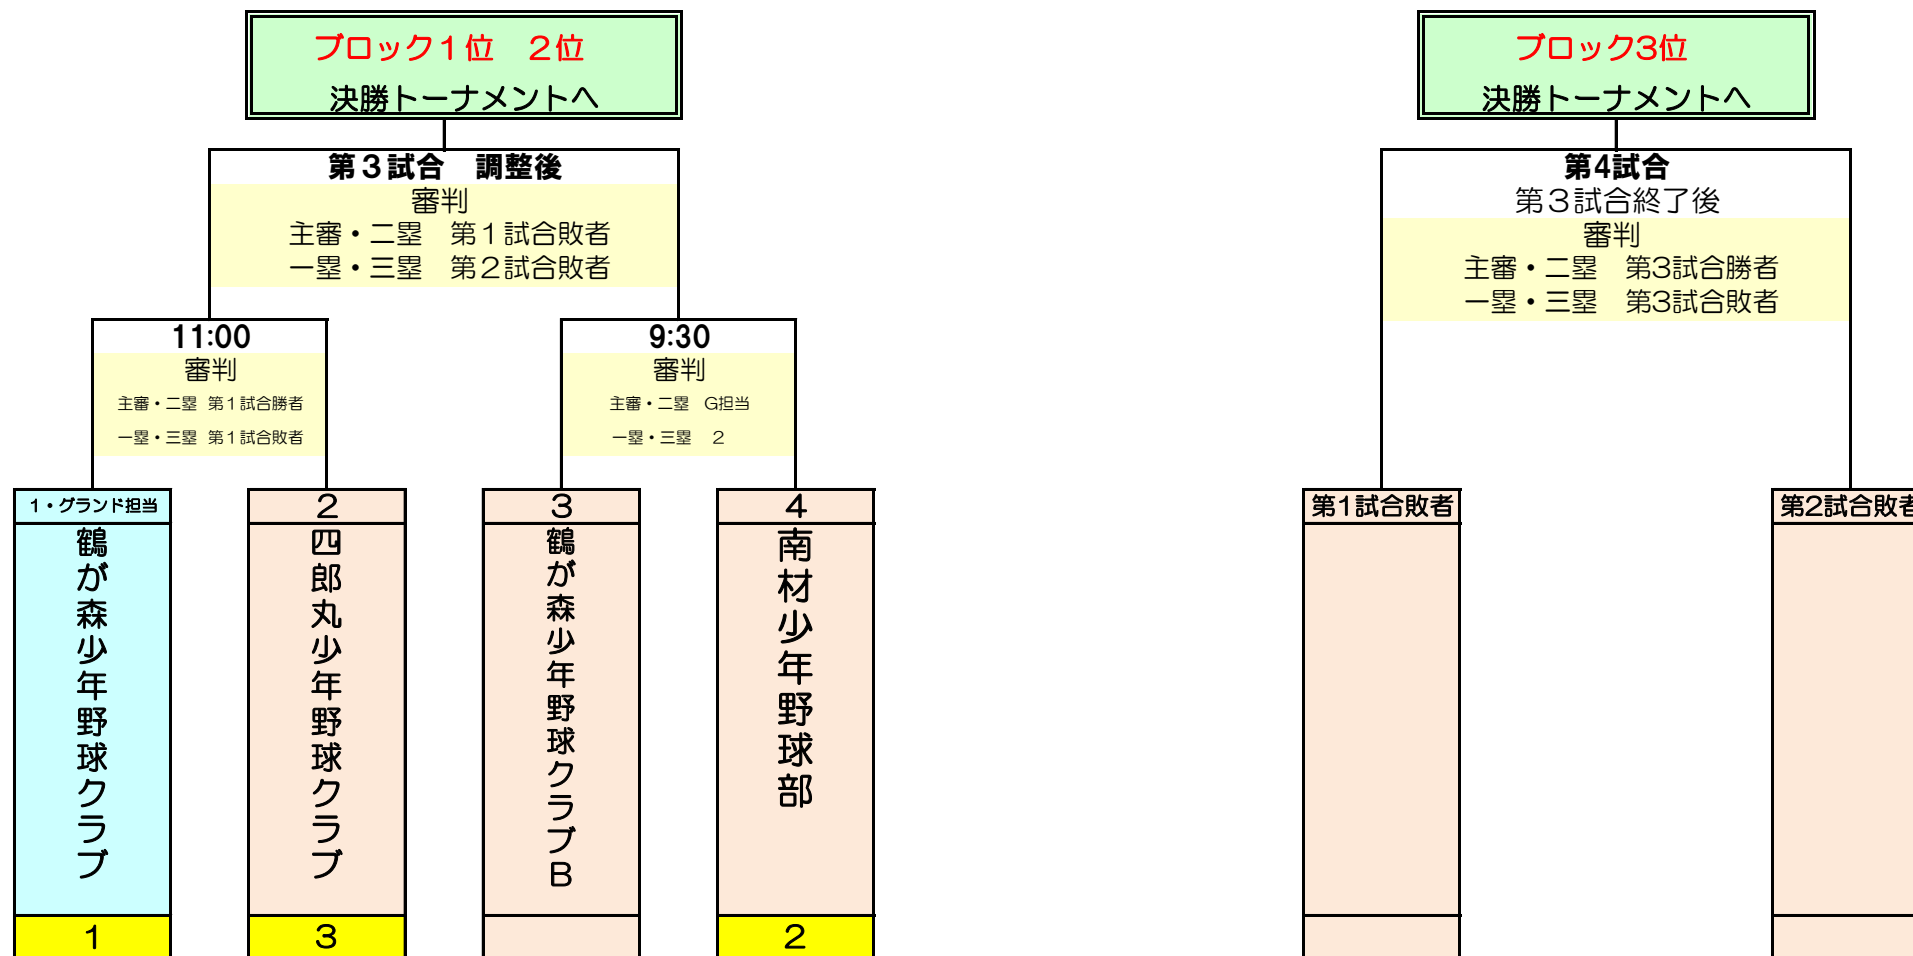 ブロック１位　２位
決勝トーナメントへ
第３試合　調整後
審判
主審・二塁　第１試合敗者
一塁・三塁　第２試合敗者
11:00
審判
主審・二塁 第１試合勝者
一塁・三塁 第１試合敗者
9:30
審判
主審・二塁　G担当
一塁・三塁　２
1・グランド担当
鶴が森少年野球クラブ
1
2
四郎丸少年野球クラブ
3
3
鶴が森少年野球クラブB
4
南材少年野球部
2
ブロック3位
決勝トーナメントへ
第4試合
第３試合終了後
審判
主審・二塁　第3試合勝者
一塁・三塁　第3試合敗者
第1試合敗者
第2試合敗者